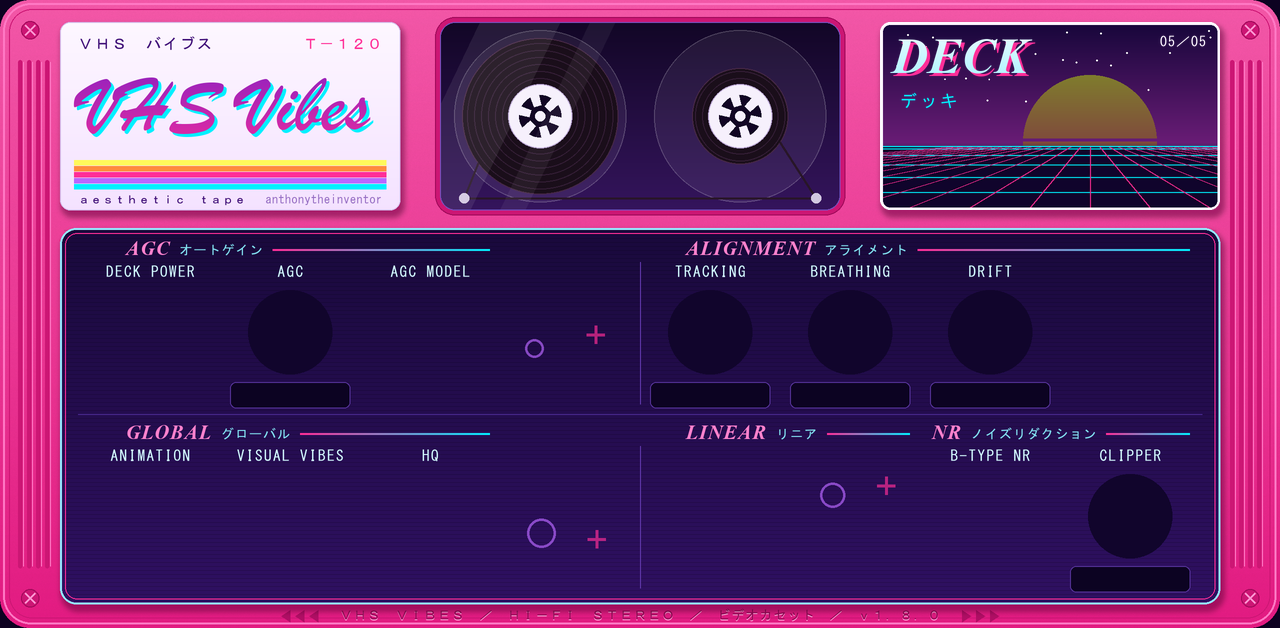 VHS バイブス T-120
VHS Vibes
aesthetic tape anthonytheinventor
DECK
05/05
デッキ
AGC オートゲイン
DECK POWER AGC AGC MODEL
ALIGNMENT アライメント
TRACKING BREATHING DRIFT
GLOBAL グローバル
ANIMATION VISUAL VIBES HQ
LINEAR リニア
NR ノイズリダクション
B-TYPE NR CLIPPER
VHS VIBES / HI-FI STEREO / ビデオカセット / v1.8.0